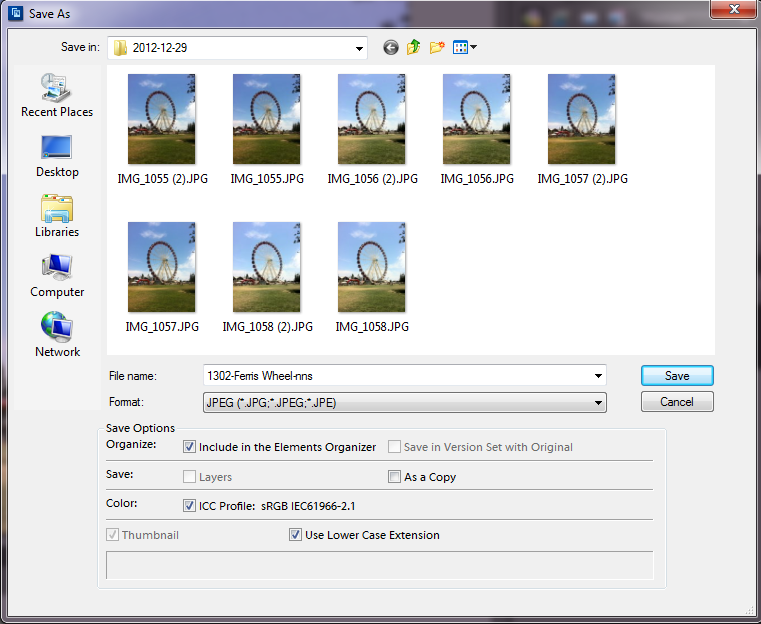 Save As
Save in: 2012-12-29
Recent Places
Desktop
Libraries
Computer
Network
IMG_1055 (2).JPG IMG_1055.JPG IMG_1056 (2).JPG IMG_1056.JPG IMG_1057 (2).JPG
IMG_1057.JPG IMG_1058 (2).JPG IMG_1058.JPG
File name: 1302-Ferris Wheel-nns Save
Format: JPEG (*.JPG;*.JPEG;*.JPE) Cancel
Save Options
Organize: Include in the Elements Organizer Save in Version Set with Original
Save: Layers As a Copy
Color: ICC Profile: sRGB IEC61966-2.1
Thumbnail Use Lower Case Extension